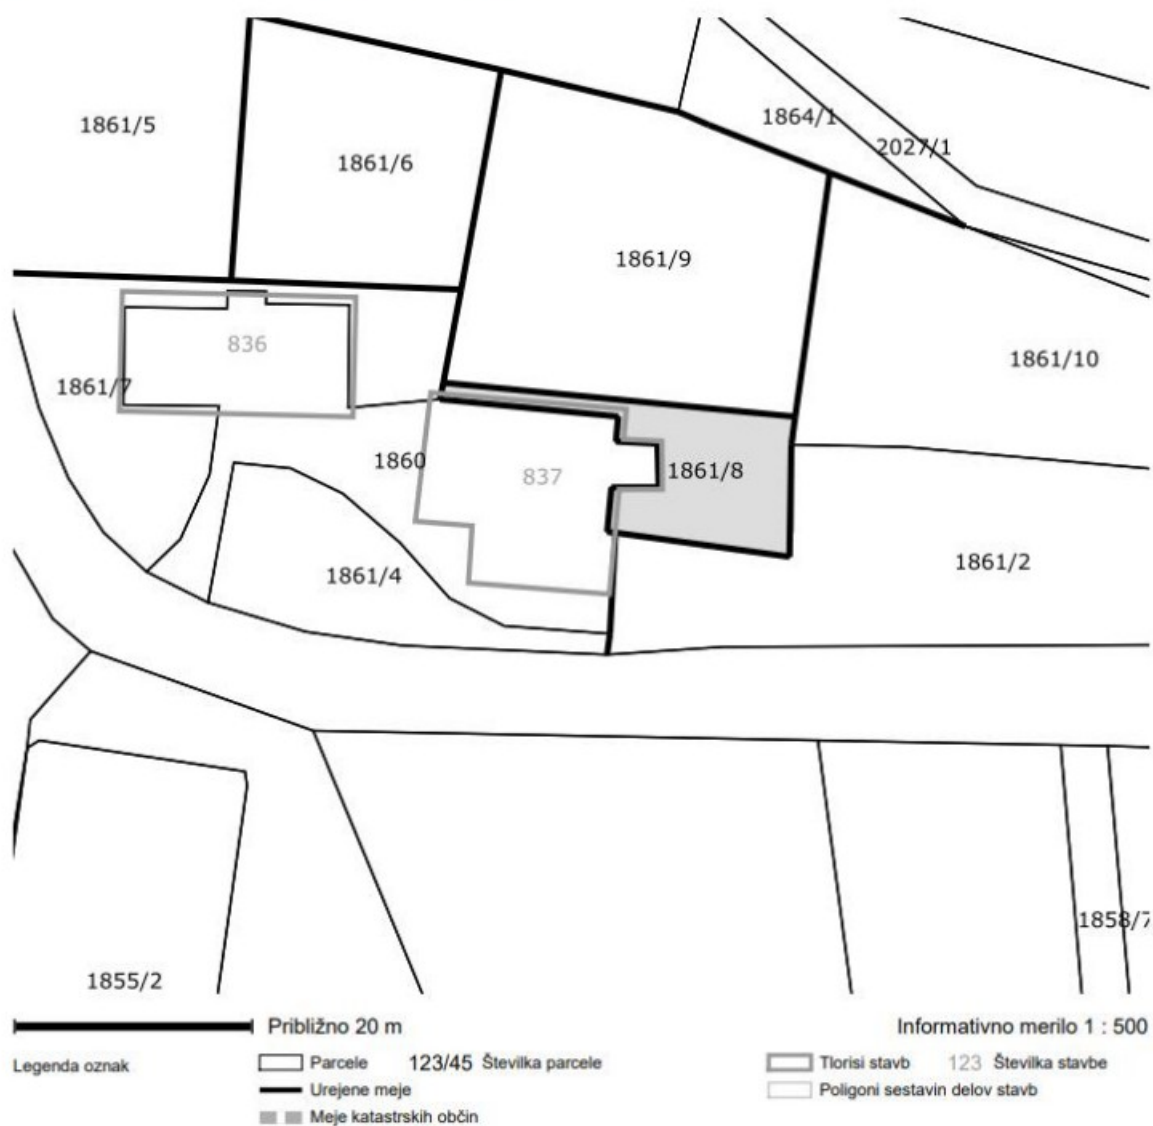 1861/5
1864/1
2027/1
1861/6
1861/9
836
1861/10
1861/7
1860
837
1861/8
1861/4
1861/2
1858/7
1855/2
Približno 20 m
Informativno merilo 1 : 500
Legenda oznak
Parcele
123/45 Številka parcele
Tlorisi stavb
123 Številka stavbe
Urejene meje
Poligoni sestavin delov stavb
Meje katastrskih občin